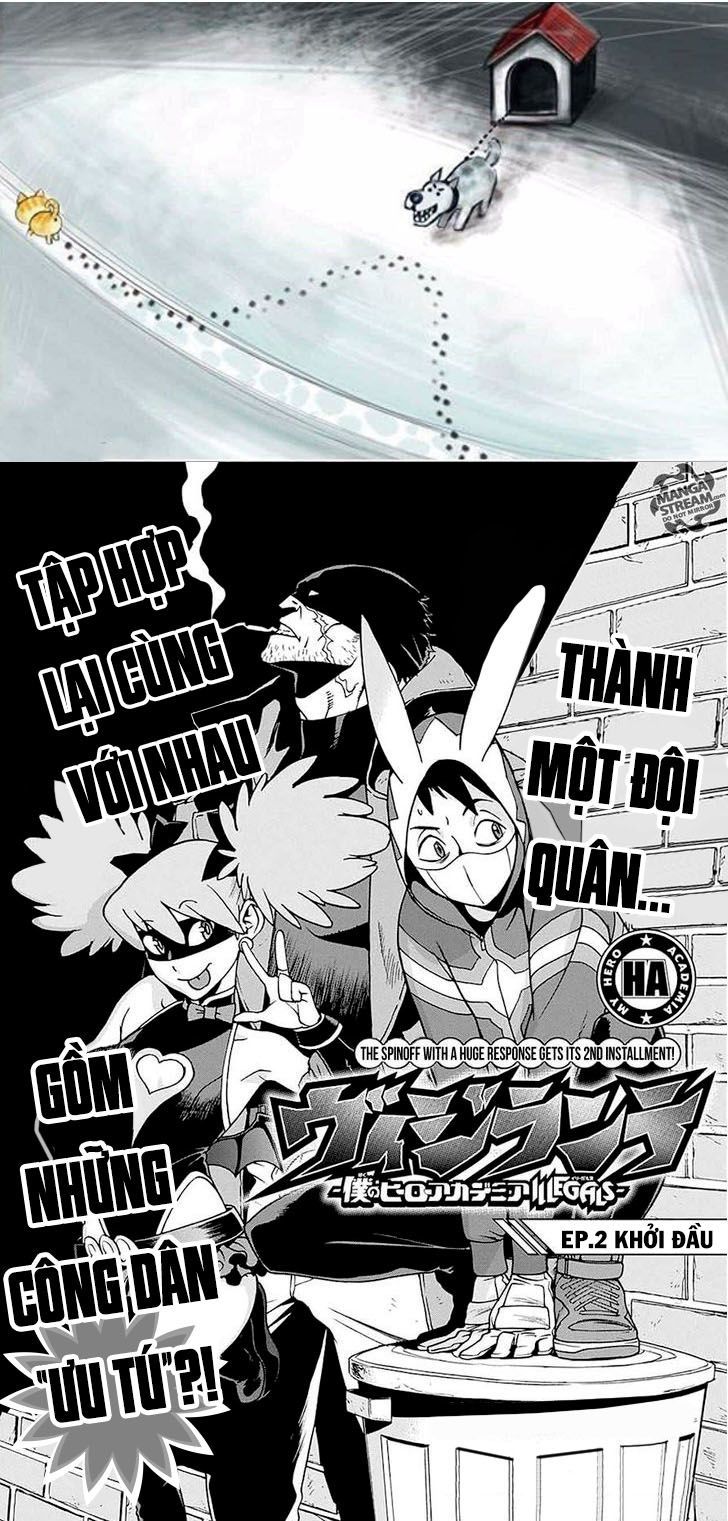 MANGA
STREAM
DO NOT MIRROR
TẬP HỢP
LẠI CÙNG
VỚI NHAU
THÀNH
MỘT ĐỘI
QUÂN...
MY HERO ACADEMIA
HA
THE SPINOFF WITH A HUGE RESPONSE GETS ITS 2ND INSTALLMENT!
ヴィジランテ
-僕のヒーローアカデミア ILLEGALS-
EP.2 KHỞI ĐẦU
GỒM
NHỮNG
CÔNG DÂN
"ƯU TÚ"?!